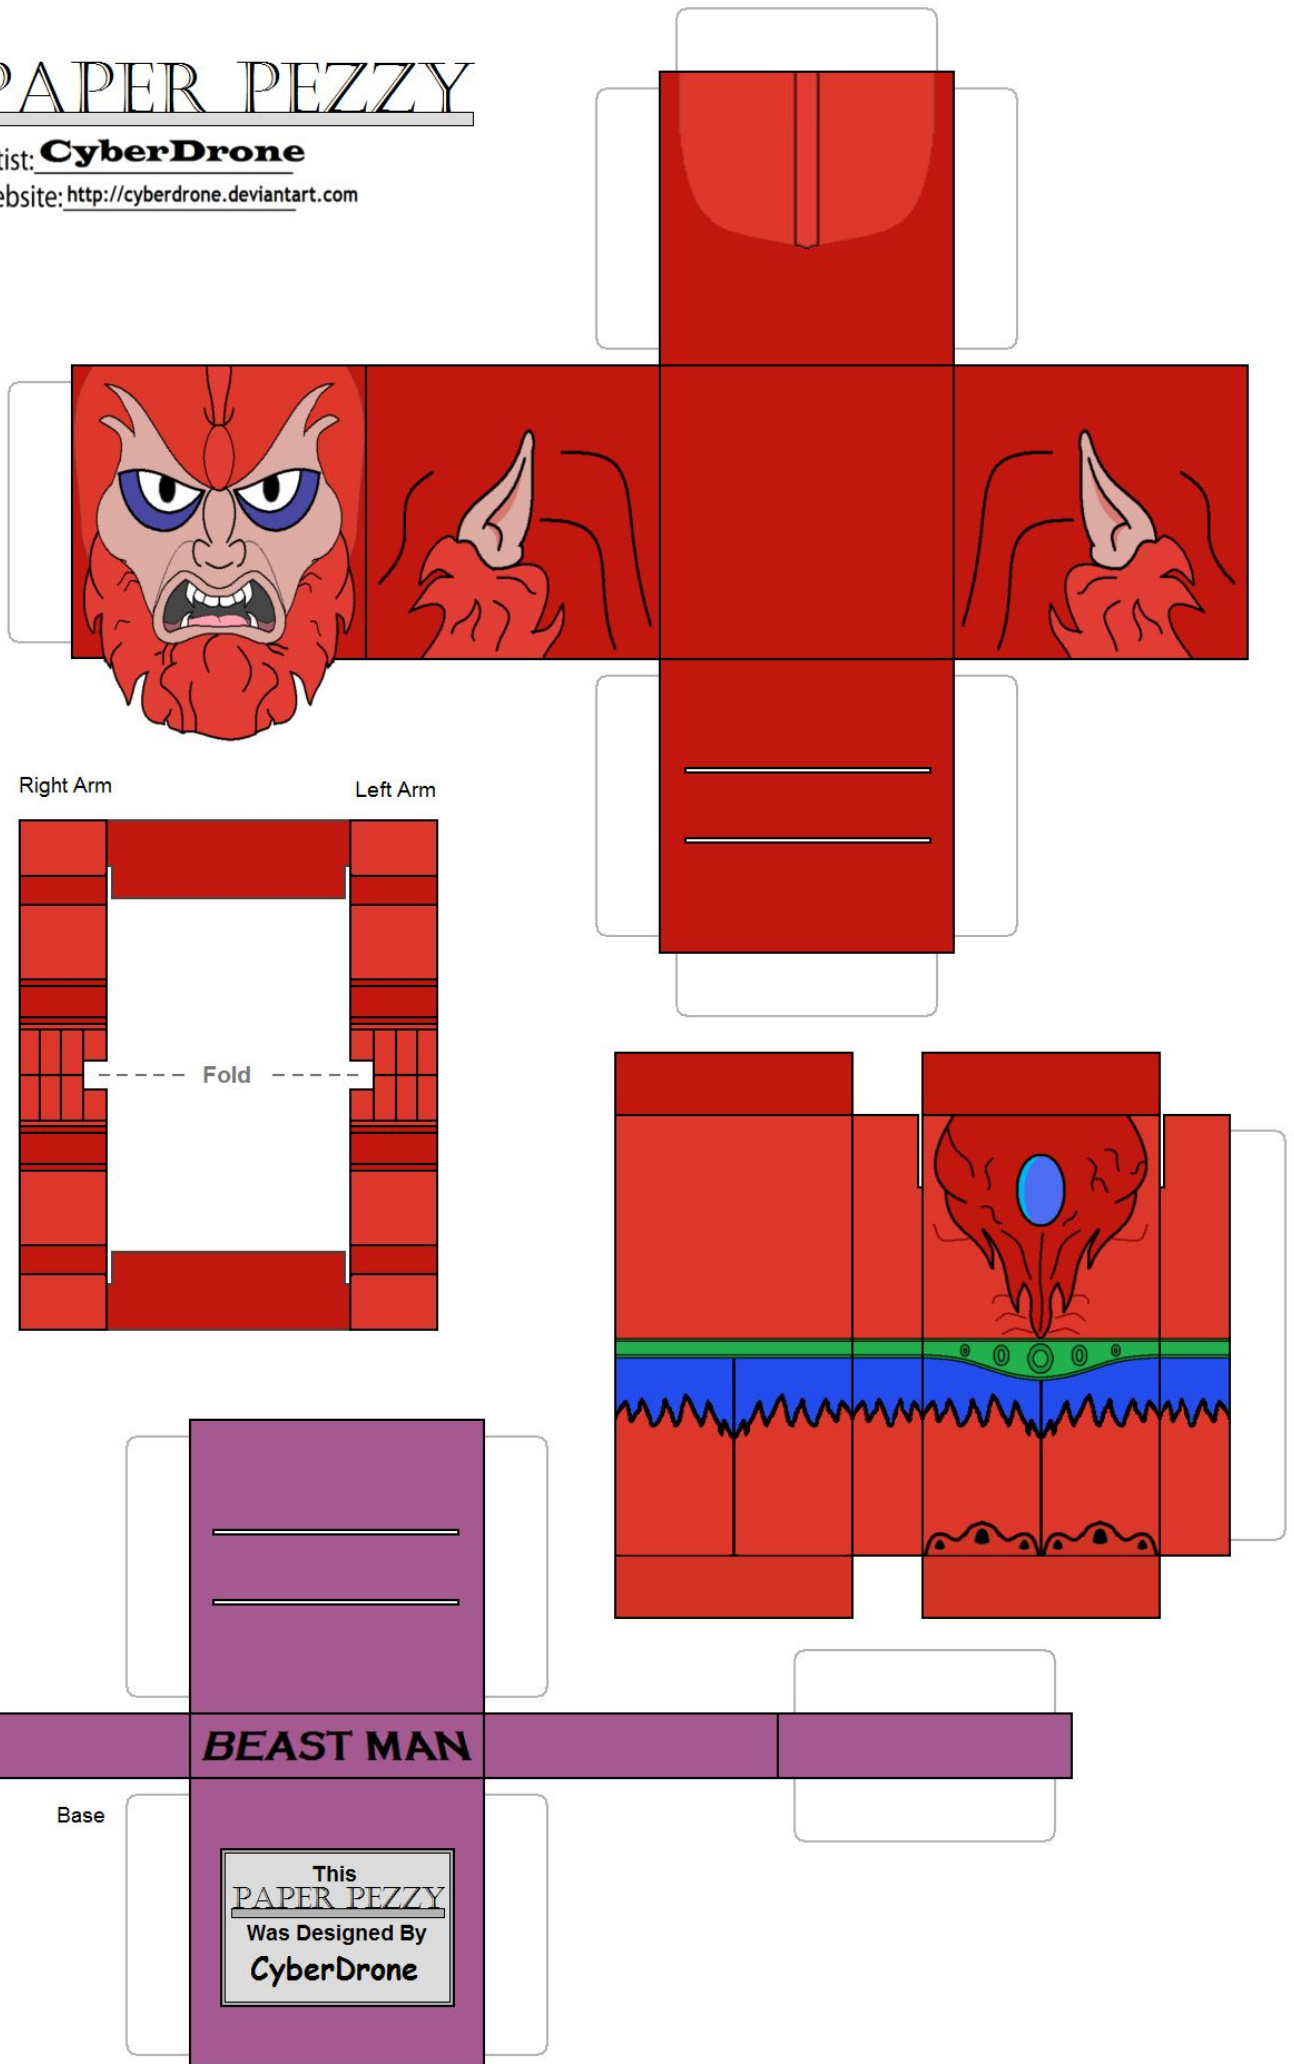 PAPER PEZZY
tist: CyberDrone
ebsite: http://cyberdrone.deviantart.com
Right Arm
Left Arm
Fold
BEAST MAN
Base
This
PAPER PEZZY
Was Designed By
CyberDrone